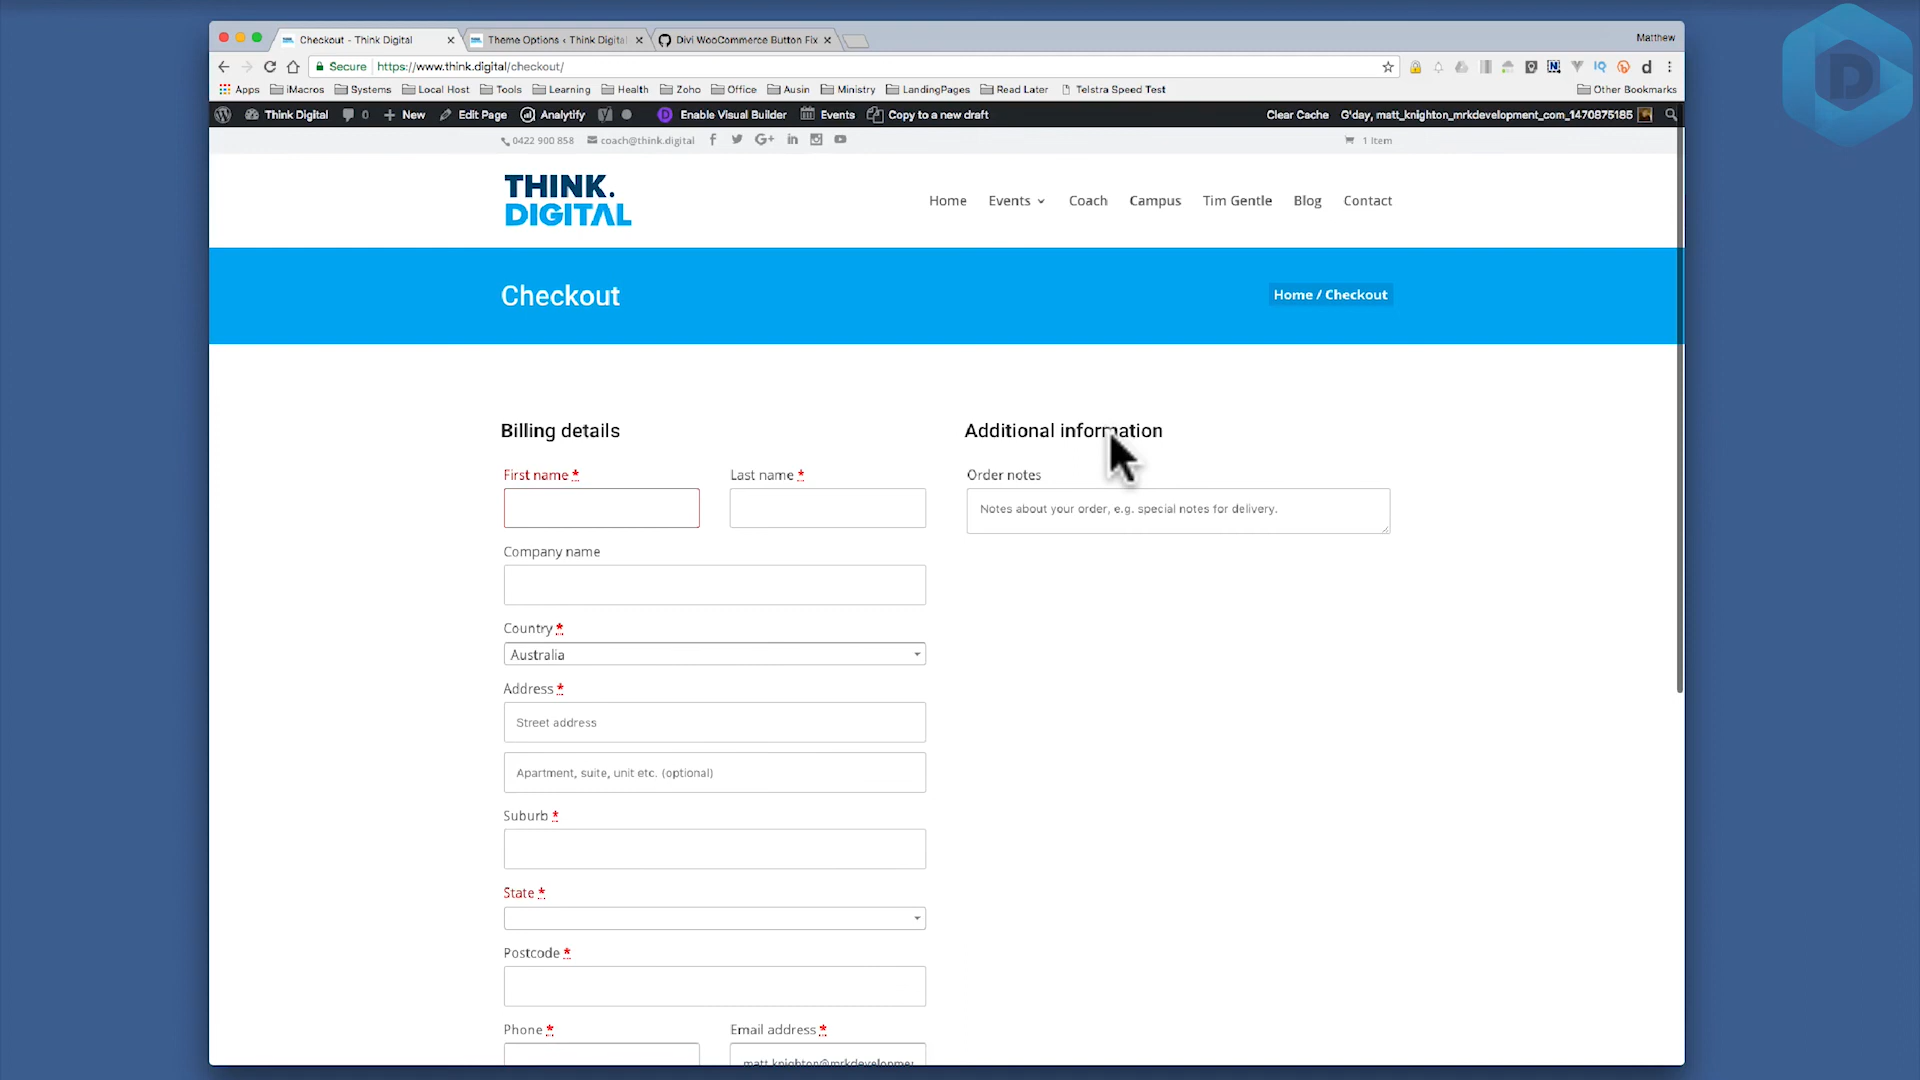 Checkout - Think Digital
Theme Options ‹ Think Digital
Divi WooCommerce Button Fix
Matthew
Secure https://www.think.digital/checkout/
Apps iMacros Systems Local Host Tools Learning Health Zoho Office Ausin Ministry LandingPages Read Later Telstra Speed Test Other Bookmarks
Think Digital 0 New Edit Page Analytify Enable Visual Builder Events Copy to a new draft Clear Cache G'day, matt_knighton_mrkdevelopment_com_1470875185
0422 900 858 coach@think.digital 1 Item
THINK.
DIGITAL
Home Events Coach Campus Tim Gentle Blog Contact
Checkout
Home / Checkout
Billing details
Additional information
First name *
Last name *
Order notes
Notes about your order, e.g. special notes for delivery.
Company name
Country *
Australia
Address *
Street address
Apartment, suite, unit etc. (optional)
Suburb *
State *
Postcode *
Phone *
Email address *
matt.knighton@mrkdevelopme